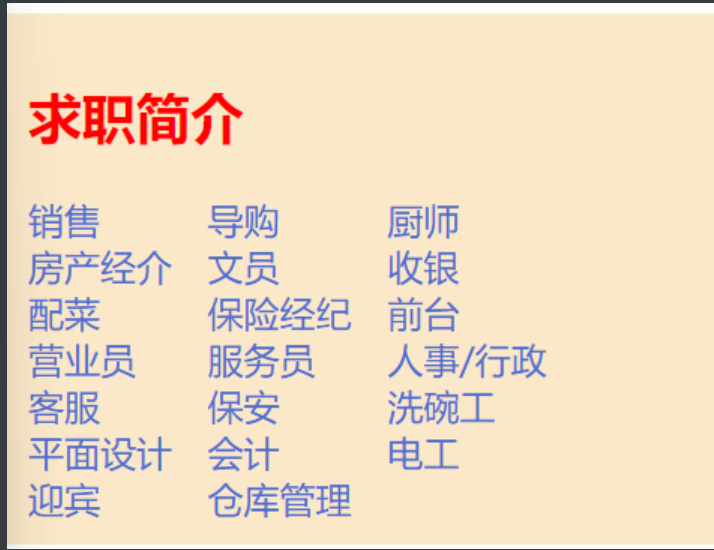 求职简介
销售 导购 厨师
房产经介 文员 收银
配菜 保险经纪 前台
营业员 服务员 人事/行政
客服 保安 洗碗工
平面设计 会计 电工
迎宾 仓库管理